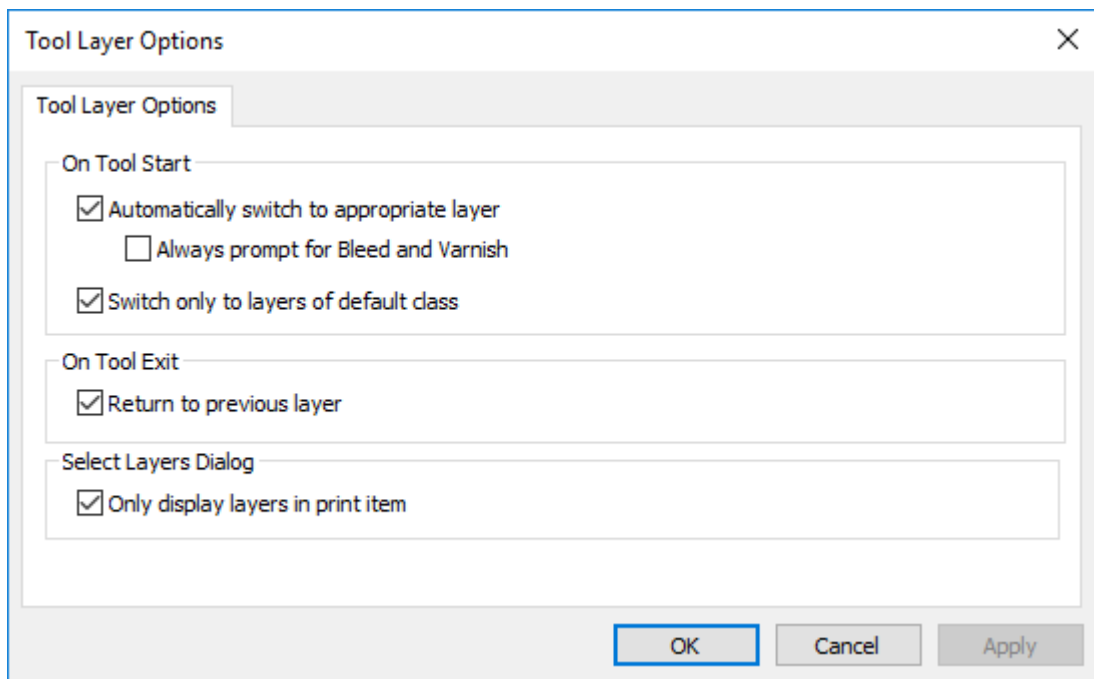 Tool Layer Options
Tool Layer Options
On Tool Start
Automatically switch to appropriate layer
Always prompt for Bleed and Varnish
Switch only to layers of default class
On Tool Exit
Return to previous layer
Select Layers Dialog
Only display layers in print item
OK Cancel Apply